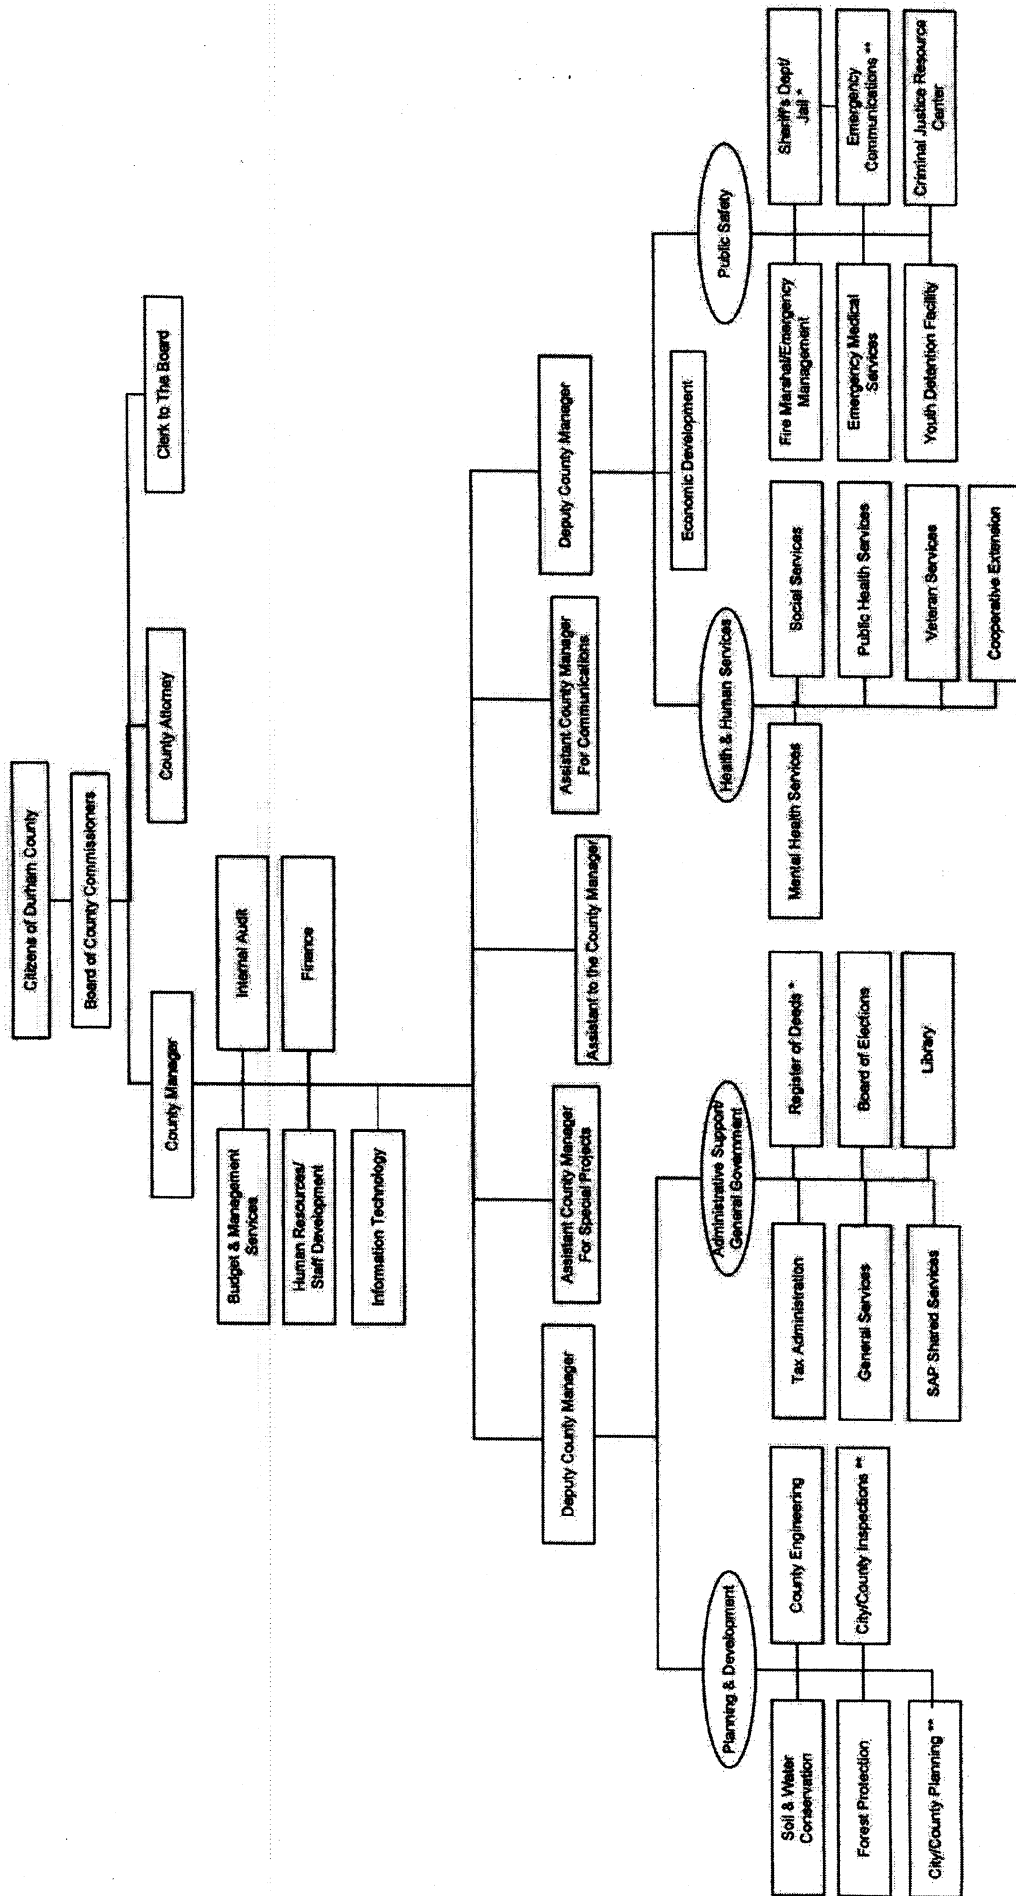 Citizens of Durham County
Board of County Commissioners
County Manager
County Attorney
Clerk to The Board
Budget & Management
Services
Internal Audit
Human Resources/
Staff Development
Finance
Information Technology
Deputy County Manager
Assistant County Manager
For Special Projects
Assistant to the County Manager
Assistant County Manager
For Communications
Deputy County Manager
Economic Development
Planning & Development
Administrative Support/
General Government
Health & Human Services
Public Safety
Soil & Water
Conservation
County Engineering
Forest Protection
City/County Inspections **
City/County Planning **
Tax Administration
Register of Deeds *
General Services
Board of Elections
SAP Shared Services
Library
Mental Health Services
Social Services
Public Health Services
Veteran Services
Cooperative Extension
Fire Marshal/Emergency
Management
Sheriff's Dept/
Jail *
Emergency Medical
Services
Emergency
Communications **
Youth Detention Facility
Criminal Justice Resource
Center